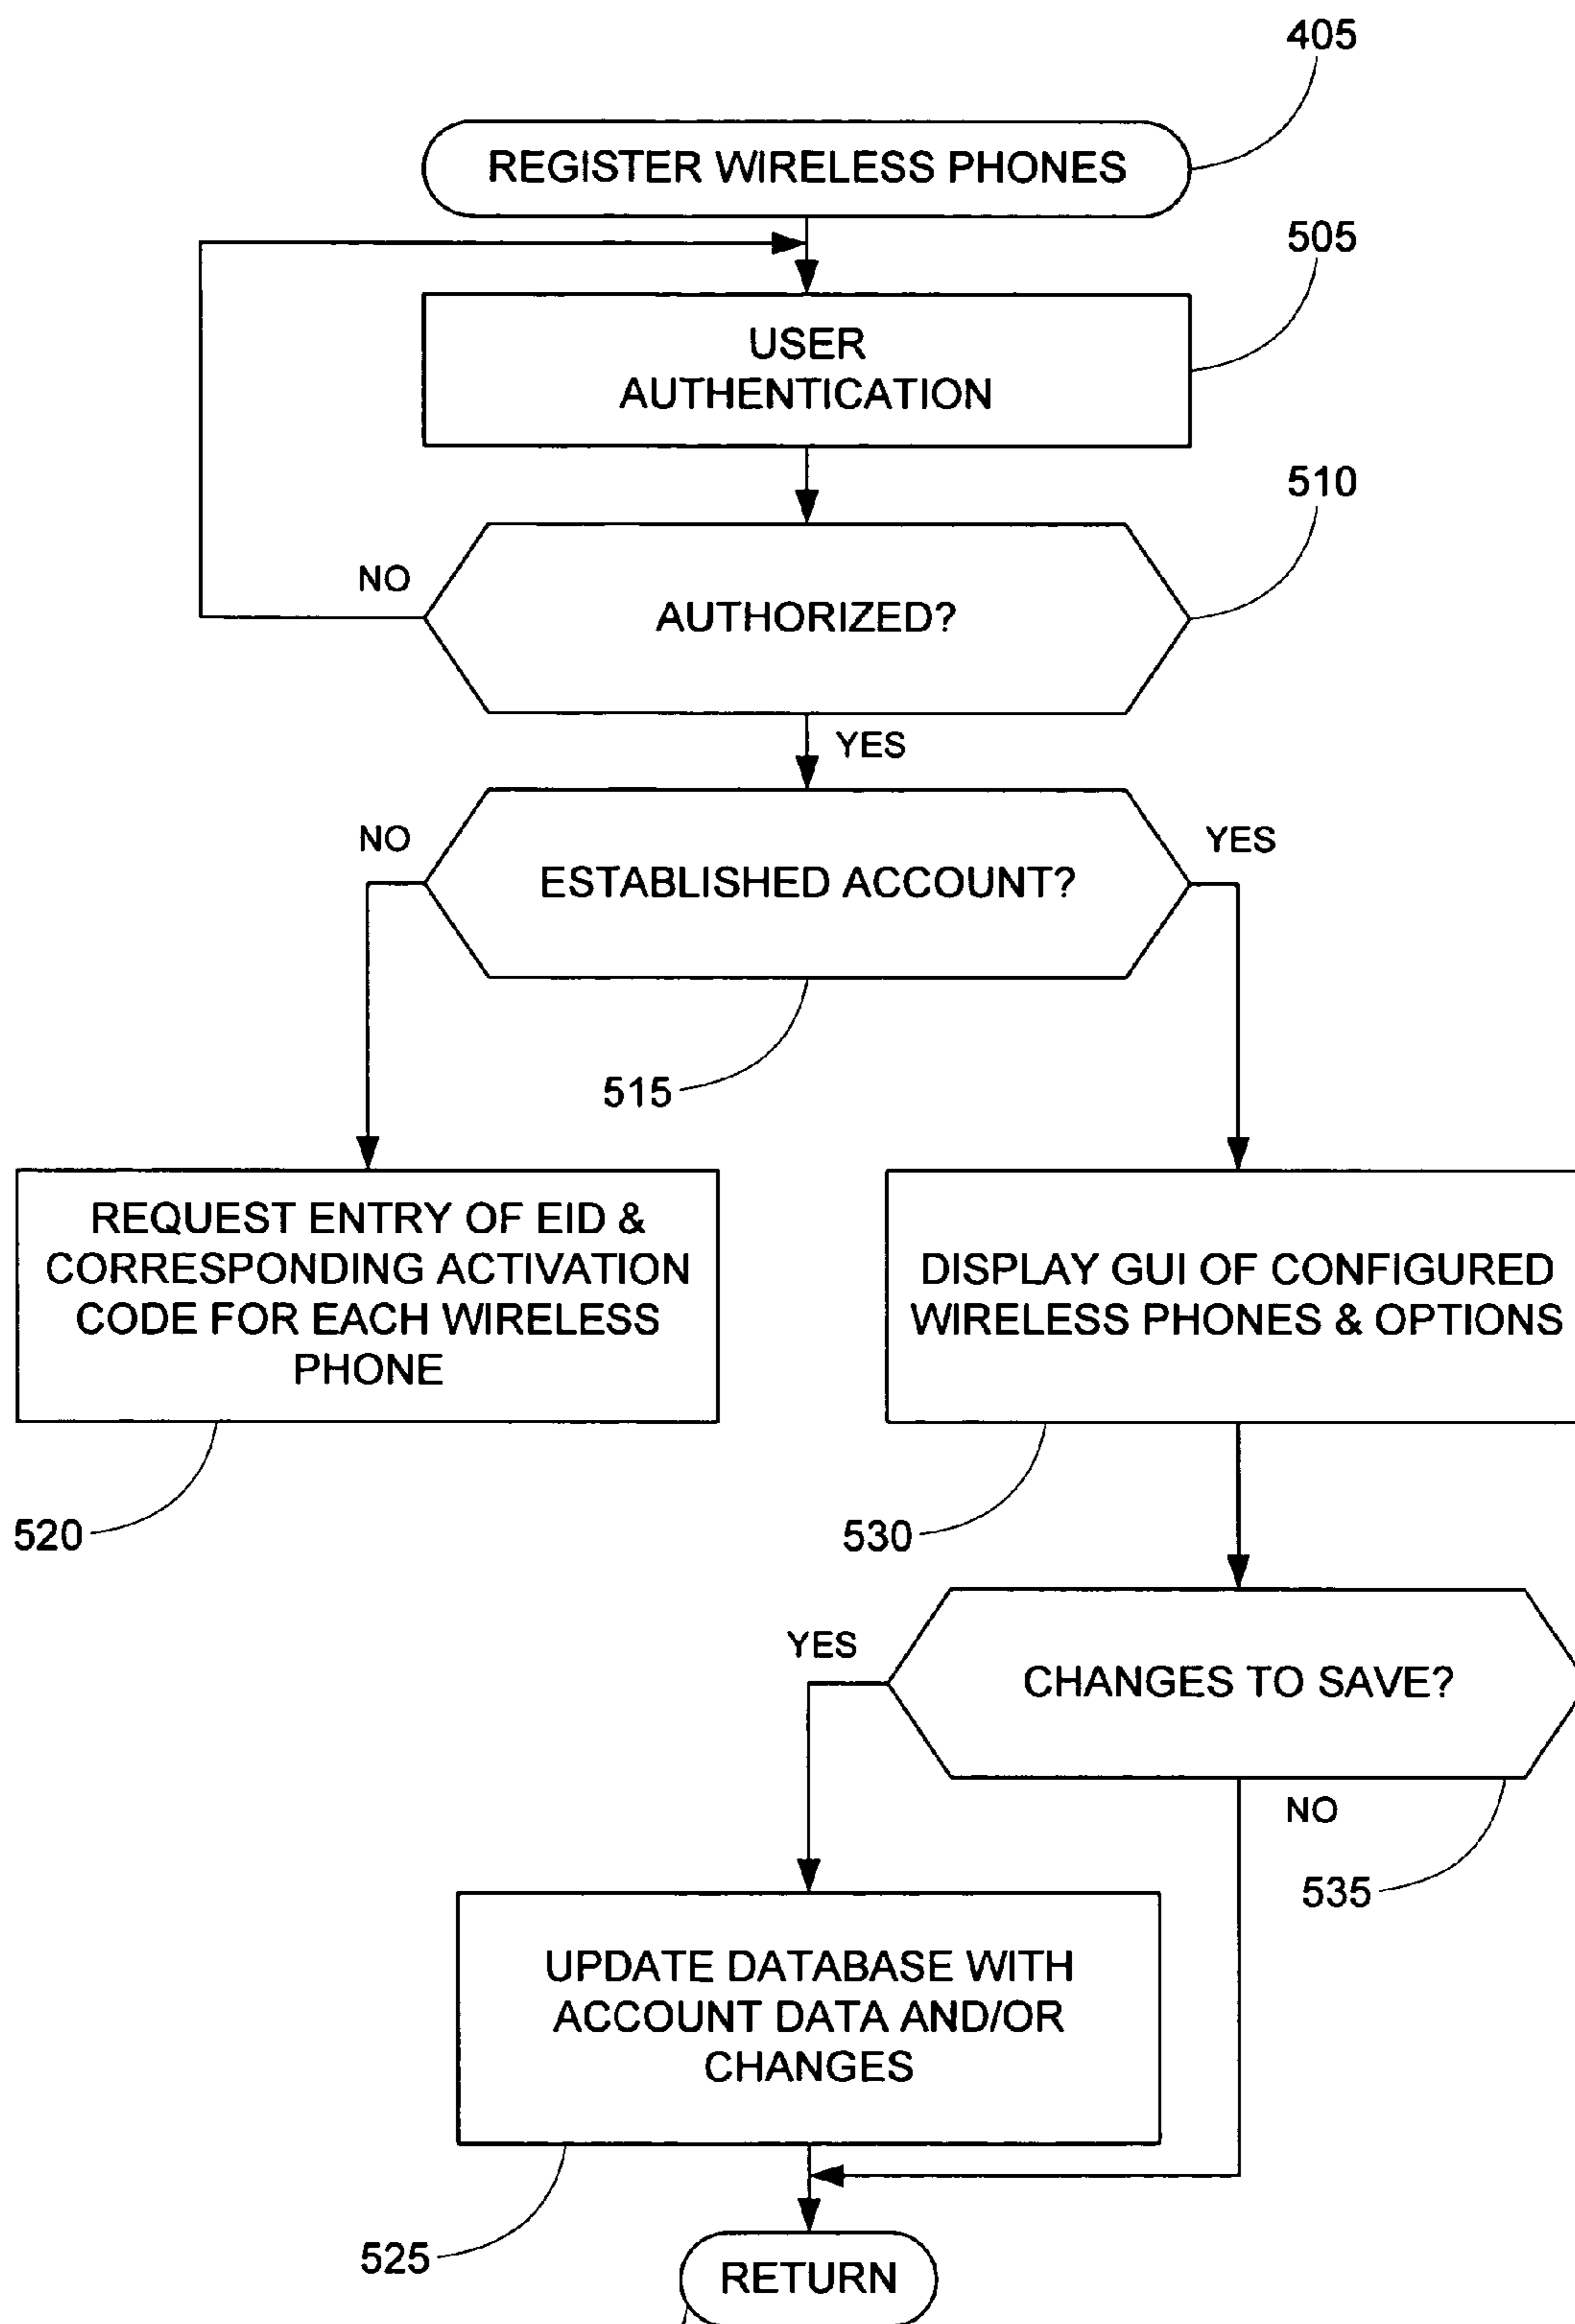 405
REGISTER WIRELESS PHONES
505
USER
AUTHENTICATION
510
NO
AUTHORIZED?
YES
NO
YES
ESTABLISHED ACCOUNT?
515
REQUEST ENTRY OF EID &
CORRESPONDING ACTIVATION
CODE FOR EACH WIRELESS
PHONE
DISPLAY GUI OF CONFIGURED
WIRELESS PHONES & OPTIONS
520
530
YES
CHANGES TO SAVE?
NO
535
UPDATE DATABASE WITH
ACCOUNT DATA AND/OR
CHANGES
525
RETURN